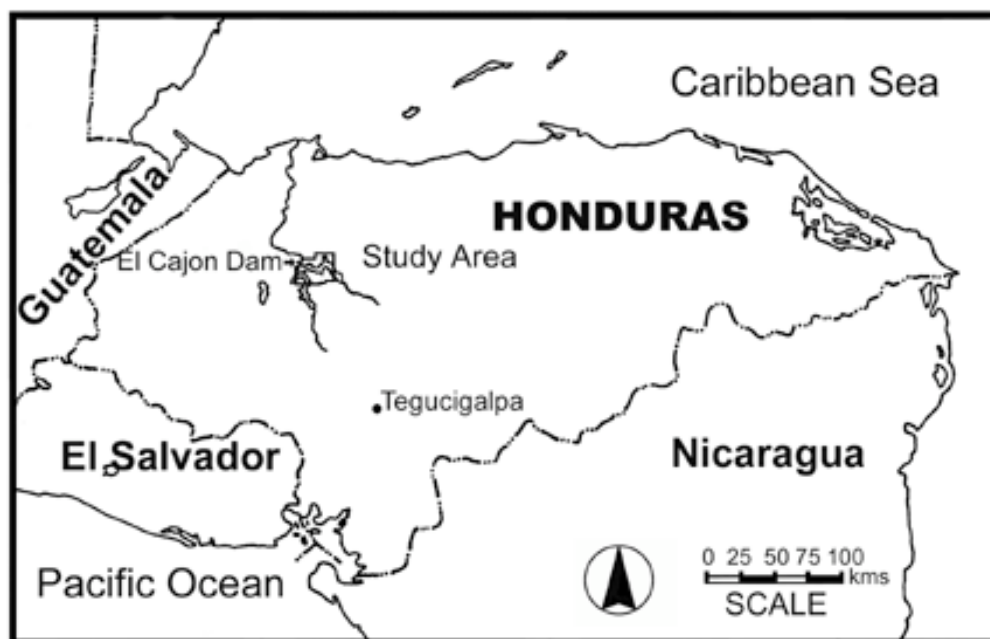 Caribbean Sea
HONDURAS
Guatemala
El Cajon Dam
Study Area
Tegucigalpa
El Salvador
Nicaragua
Pacific Ocean
0 25 50 75 100
kms
SCALE